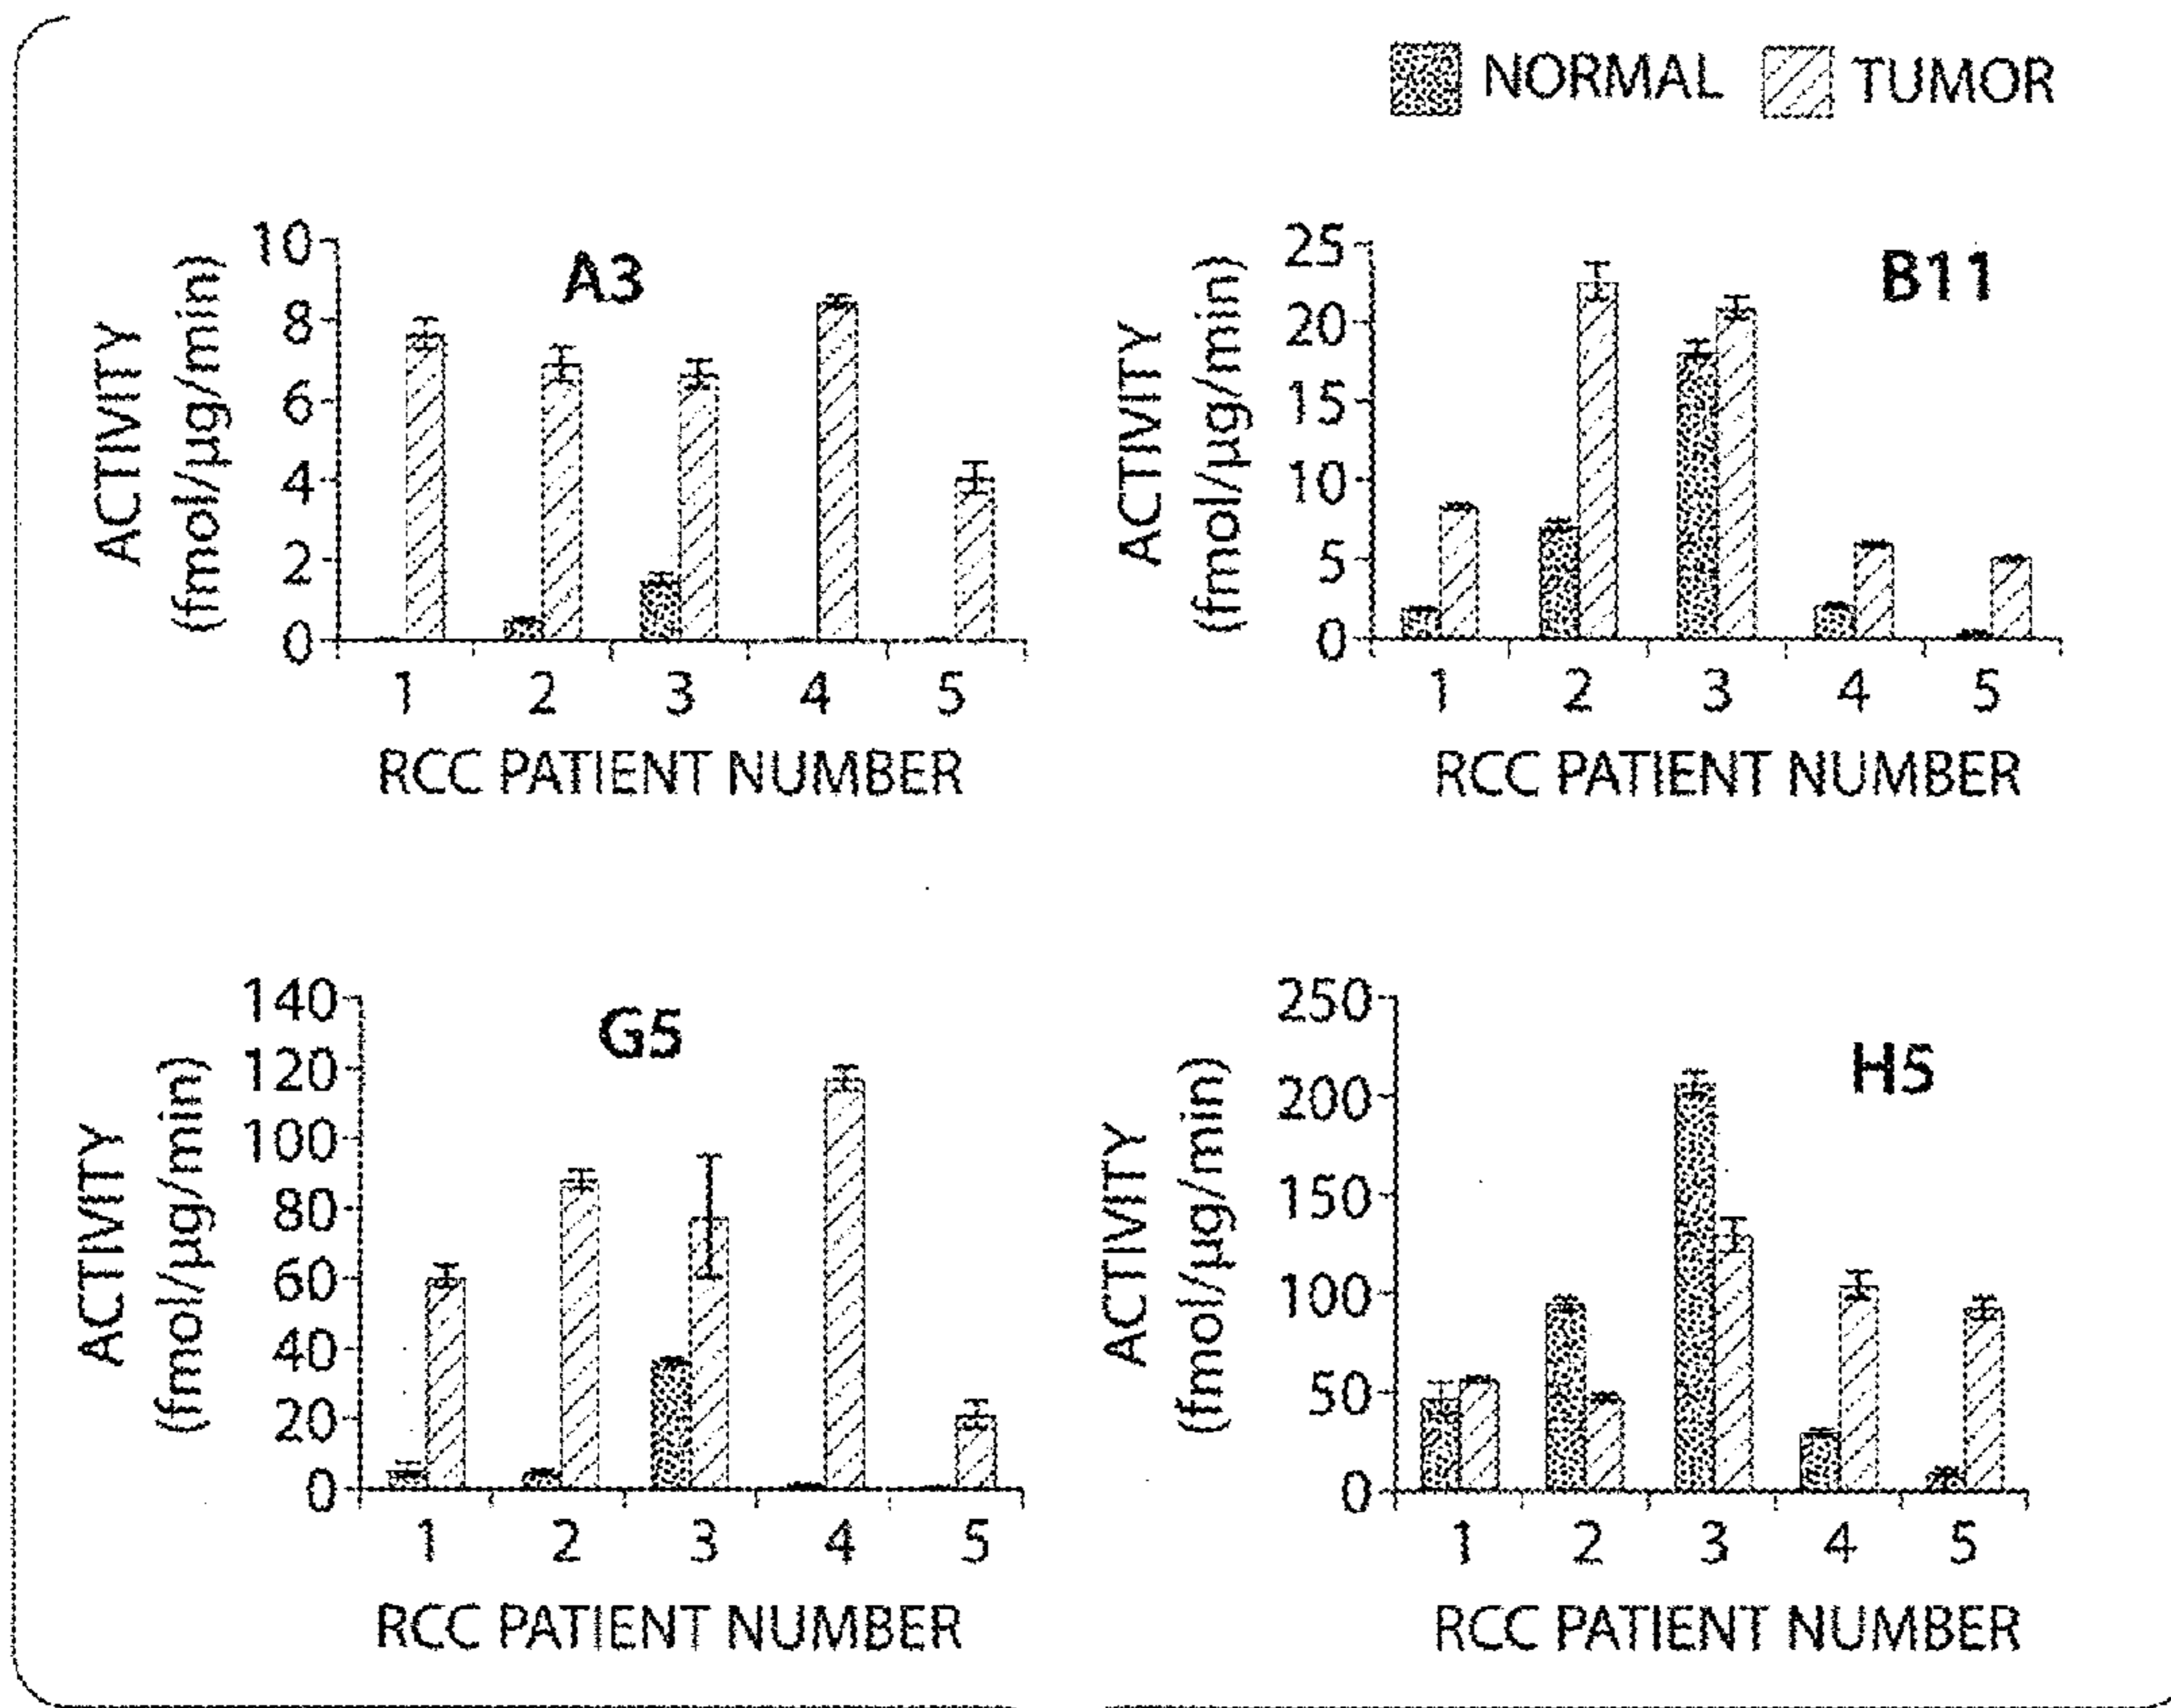 NORMAL TUMOR
A3
ACTIVITY
(fmol/µg/min)
10
8
6
4
2
0
1 2 3 4 5
RCC PATIENT NUMBER
B11
ACTIVITY
(fmol/µg/min)
25
20
15
10
5
0
1 2 3 4 5
RCC PATIENT NUMBER
G5
ACTIVITY
(fmol/µg/min)
140
120
100
80
60
40
20
0
1 2 3 4 5
RCC PATIENT NUMBER
H5
ACTIVITY
(fmol/µg/min)
250
200
150
100
50
0
1 2 3 4 5
RCC PATIENT NUMBER